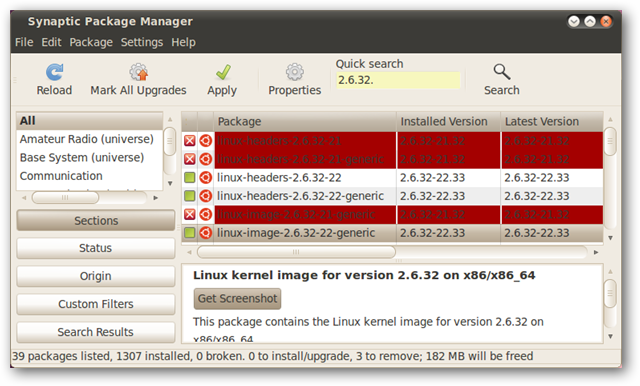 Synaptic Package Manager
File Edit Package Settings Help
Quick search
2.6.32.
Reload Mark All Upgrades Apply Properties Search
All
Amateur Radio (universe)
Base System (universe)
Communication
Sections
Status
Origin
Custom Filters
Search Results
Package Installed Version Latest Version
linux-headers-2.6.32-21 2.6.32-21.32 2.6.32-21.32
linux-headers-2.6.32-21-generic 2.6.32-21.32 2.6.32-21.32
linux-headers-2.6.32-22 2.6.32-22.33 2.6.32-22.33
linux-headers-2.6.32-22-generic 2.6.32-22.33 2.6.32-22.33
linux-image-2.6.32-21-generic 2.6.32-21.32 2.6.32-21.32
linux-image-2.6.32-22-generic 2.6.32-22.33 2.6.32-22.33
Linux kernel image for version 2.6.32 on x86/x86_64
Get Screenshot
This package contains the Linux kernel image for version 2.6.32 on
x86/x86_64
39 packages listed, 1307 installed, 0 broken. 0 to install/upgrade, 3 to remove; 182 MB will be freed